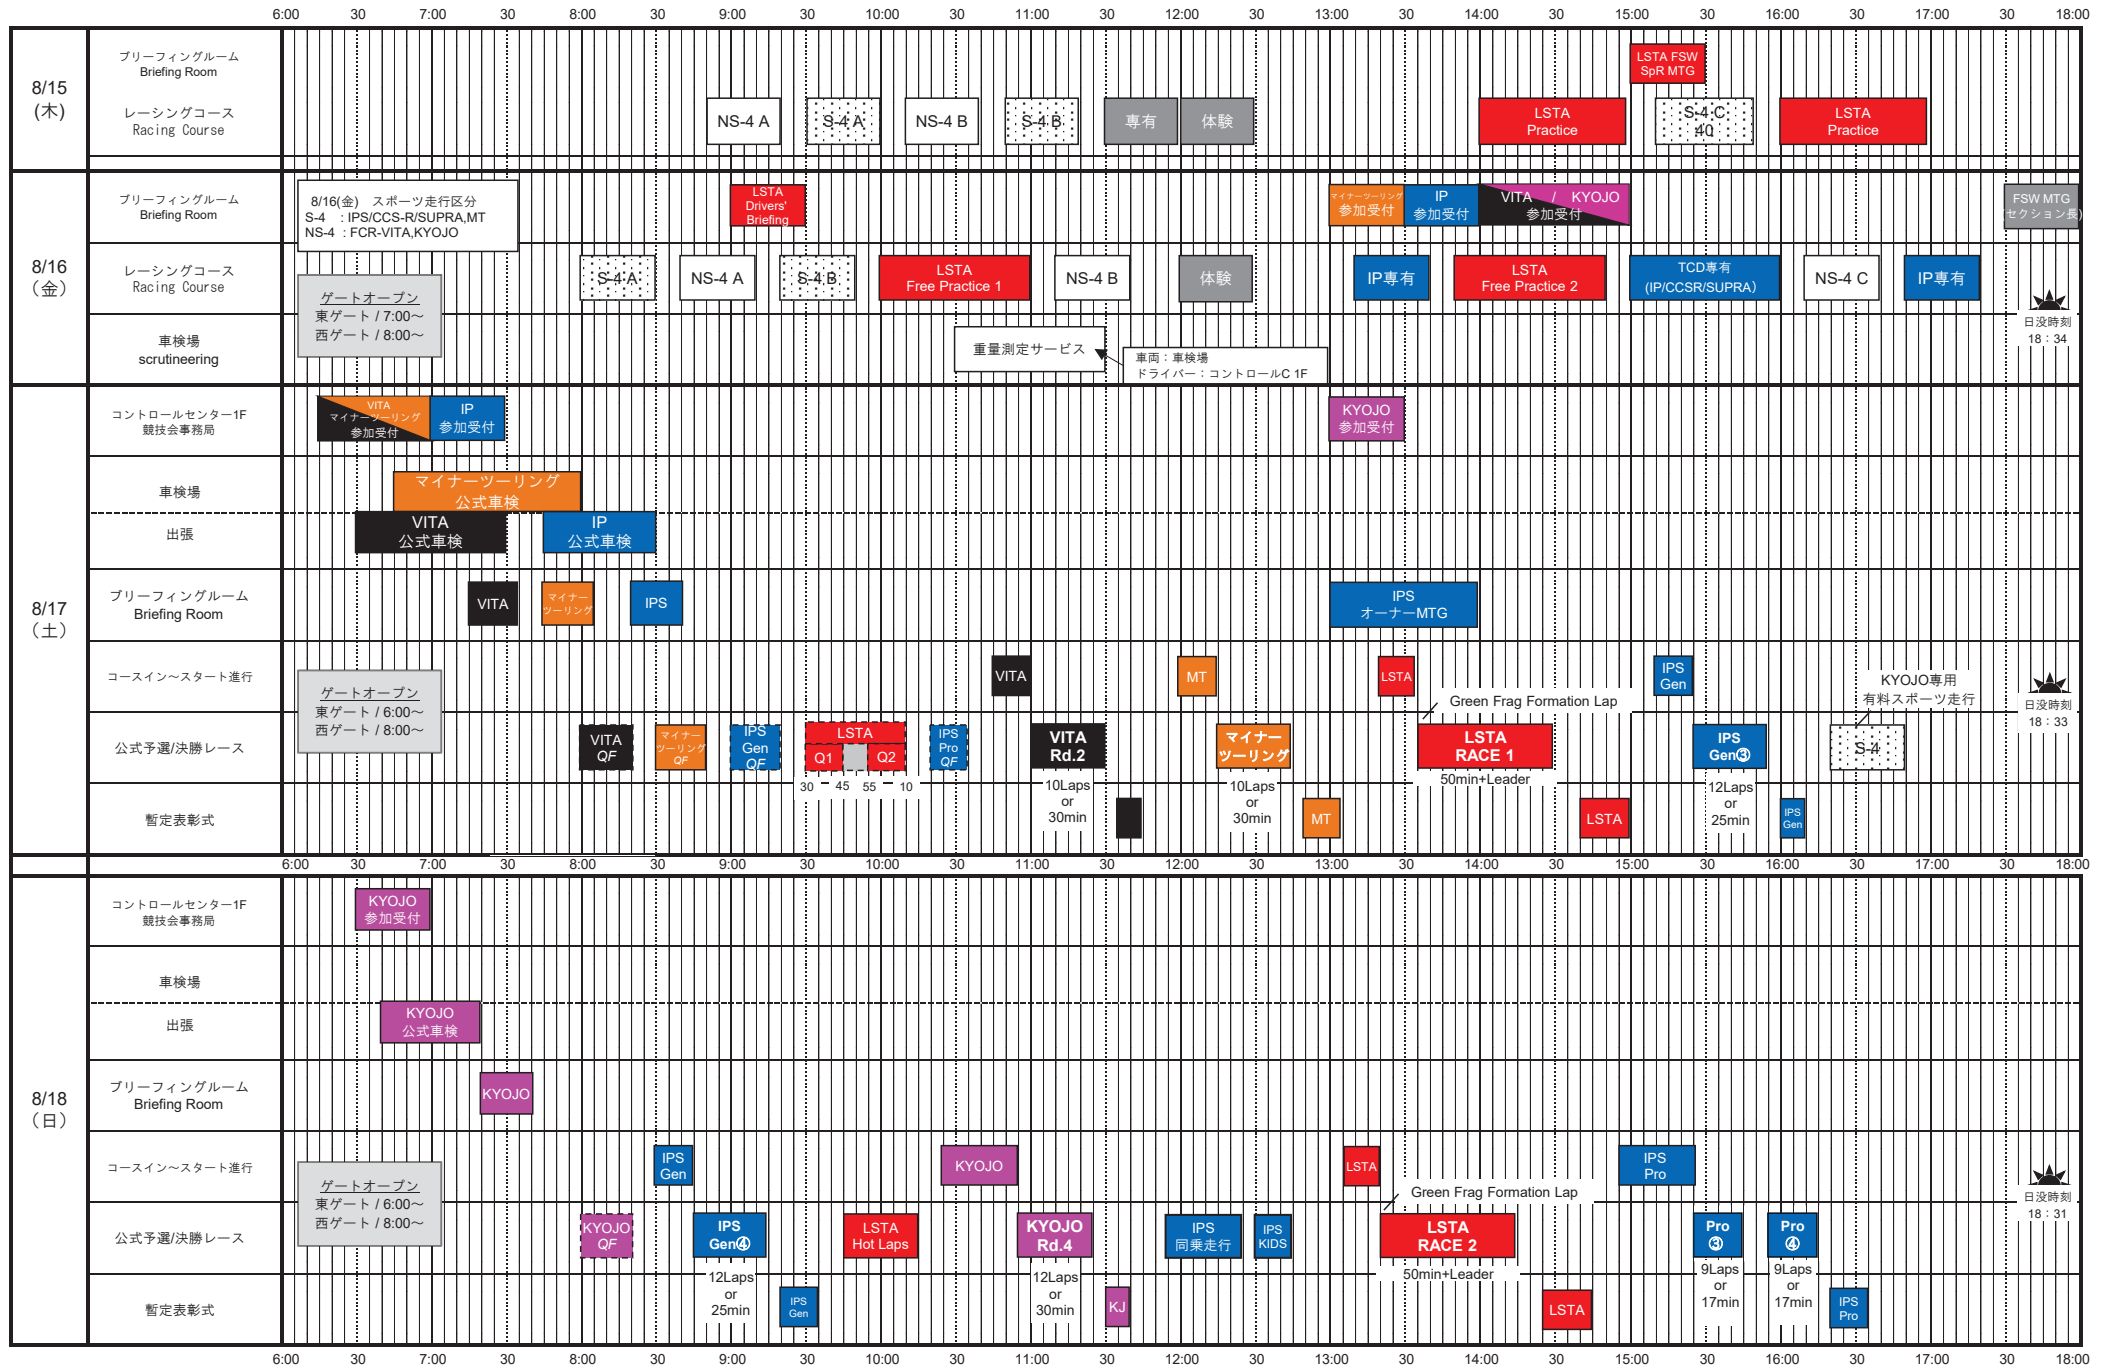 6:00 30 7:00 30 8:00 30 9:00 30 10:00 30 11:00 30 12:00 30 13:00 30 14:00 30 15:00 30 16:00 30 17:00 30 18:00
8/15
(木)
ブリーフィングルーム
Briefing Room
LSTA FSW
SpR MTG
レーシングコース
Racing Course
NS-4 A
S-4 A
NS-4 B
S-4 B
専有
体験
LSTA
Practice
S-4 C
40
LSTA
Practice
8/16
（金）
ブリーフィングルーム
Briefing Room
8/16(金) スポーツ走行区分
S-4 : IPS/CCS-R/SUPRA,MT
NS-4 : FCR-VITA,KYOJO
LSTA
Drivers'
Briefing
マイナーツーリング
参加受付
IP
参加受付
VITA / KYOJO
参加受付
FSW MTG
(セクション長)
レーシングコース
Racing Course
ゲートオープン
東ゲート / 7:00～
西ゲート / 8:00～
S-4 A
NS-4 A
S-4 B
LSTA
Free Practice 1
NS-4 B
体験
IP専有
LSTA
Free Practice 2
TCD専有
(IP/CCSR/SUPRA）
NS-4 C
IP専有
日没時刻
18：34
車検場
scrutineering
重量測定サービス
車両：車検場
ドライバー：コントロールC 1F
8/17
（土）
コントロールセンター1F
競技会事務局
VITA
マイナーツーリング
参加受付
IP
参加受付
KYOJO
参加受付
車検場
マイナーツーリング
公式車検
出張
VITA
公式車検
IP
公式車検
ブリーフィングルーム
Briefing Room
VITA
マイナー
ツーリング
IPS
IPS
オーナーMTG
コースイン～スタート進行
ゲートオープン
東ゲート / 6:00～
西ゲート / 8:00～
VITA
MT
LSTA
IPS
Gen
KYOJO専用
有料スポーツ走行
日没時刻
18：33
Green Frag Formation Lap
公式予選/決勝レース
VITA
QF
マイナー
ツーリング
QF
IPS
Gen
QF
LSTA
Q1
Q2
30 45 55 10
IPS
Pro
QF
VITA
Rd.2
10Laps
or
30min
マイナー
ツーリング
10Laps
or
30min
LSTA
RACE 1
50min+Leader
IPS
Gen③
12Laps
or
25min
S-4
暫定表彰式
MT
LSTA
IPS
Gen
6:00 30 7:00 30 8:00 30 9:00 30 10:00 30 11:00 30 12:00 30 13:00 30 14:00 30 15:00 30 16:00 30 17:00 30 18:00
8/18
（日）
コントロールセンター1F
競技会事務局
KYOJO
参加受付
車検場
出張
KYOJO
公式車検
ブリーフィングルーム
Briefing Room
KYOJO
コースイン～スタート進行
ゲートオープン
東ゲート / 6:00～
西ゲート / 8:00～
IPS
Gen
KYOJO
LSTA
IPS
Pro
日没時刻
18：31
Green Frag Formation Lap
公式予選/決勝レース
KYOJO
QF
IPS
Gen④
12Laps
or
25min
LSTA
Hot Laps
KYOJO
Rd.4
12Laps
or
30min
IPS
同乗走行
IPS
KIDS
LSTA
RACE 2
50min+Leader
Pro
③
9Laps
or
17min
Pro
④
9Laps
or
17min
暫定表彰式
IPS
Gen
KJ
LSTA
IPS
Pro
6:00 30 7:00 30 8:00 30 9:00 30 10:00 30 11:00 30 12:00 30 13:00 30 14:00 30 15:00 30 16:00 30 17:00 30 18:00